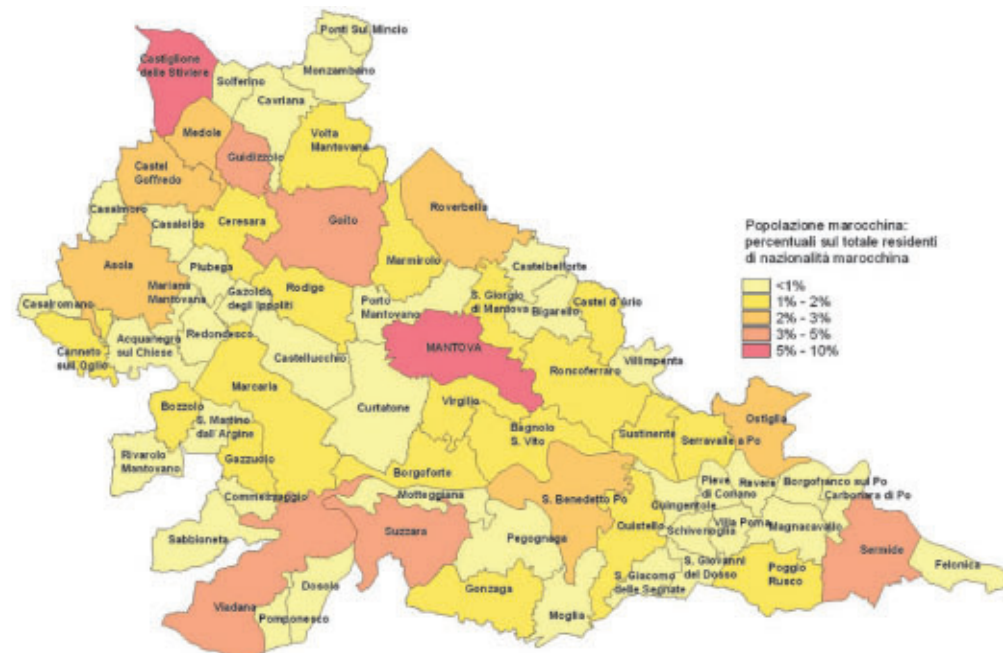 Ponti Sul Mincio
Castiglione
delle Stiviere
Monzambano
Solferino
Cavriana
Medole
Volta
Mantovana
Guidizzolo
Castel
Goffredo
Casalmoro
Casaloldo
Ceresara
Goito
Roverbella
Asola
Piubega
Marmirolo
Castelbelforte
Mariana
Mantovana
Gazoldo
degli Ippoliti
Rodigo
Porto
Mantovano
S. Giorgio
di Mantova
Castel d'Ario
Bigarello
Casalromano
Acquanegra
sul Chiese
Redondesco
Canneto
sull'Oglio
Castellucchio
MANTOVA
Villimpenta
Roncoferraro
Marcaria
Curtatone
Virgilio
Bozzolo
S. Martino
dall'Argine
Bagnolo
S. Vito
Sustinente
Ostiglia
Serravalle a Po
Rivarolo
Mantovano
Gazzuolo
Borgoforte
Commessaggio
Motteggiana
S. Benedetto Po
Quingentole
Pieve
di Coriano
Revere
Borgofranco sul Po
Carbonara di Po
Sabbioneta
Suzzara
Pegognaga
Quistello
Schivenoglia
Villa Poma
Magnacavallo
Sermide
Felonica
Viadana
Dosolo
Pomponesco
Gonzaga
Moglia
S. Giacomo
delle Segnate
S. Giovanni
del Dosso
Poggio
Rusco
Popolazione marocchina:
percentuali sul totale residenti
di nazionalità marocchina
<1%
1% - 2%
2% - 3%
3% - 5%
5% - 10%